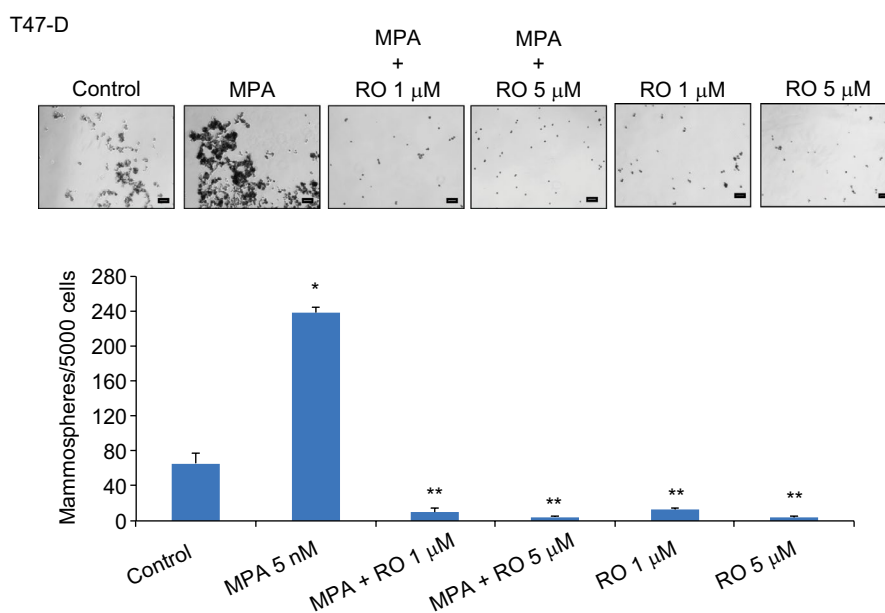 T47-D
Control
MPA
MPA
+
RO 1 μM
MPA
+
RO 5 μM
RO 1 μM
RO 5 μM
Mammospheres/5000 cells
280
240
200
160
120
80
40
0
*
**
**
**
**
Control
MPA 5 nM
MPA + RO 1 μM
MPA + RO 5 μM
RO 1 μM
RO 5 μM